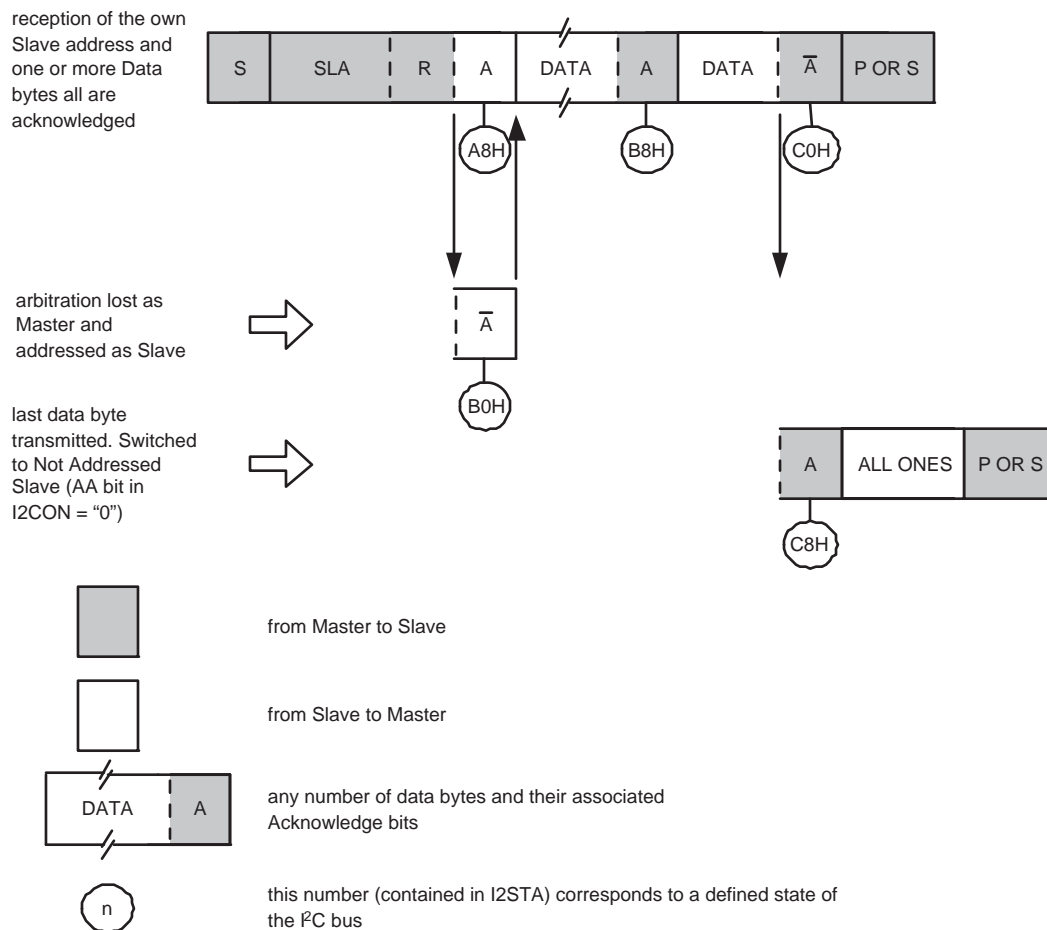 reception of the own
Slave address and
one or more Data
bytes all are
acknowledged
S SLA R A DATA A DATA A̅ P OR S
A8H B8H C0H
arbitration lost as
Master and
addressed as Slave
A̅
B0H
last data byte
transmitted. Switched
to Not Addressed
Slave (AA bit in
I2CON = “0”)
A ALL ONES P OR S
C8H
from Master to Slave
from Slave to Master
DATA A
any number of data bytes and their associated
Acknowledge bits
n
this number (contained in I2STA) corresponds to a defined state of
the I²C bus